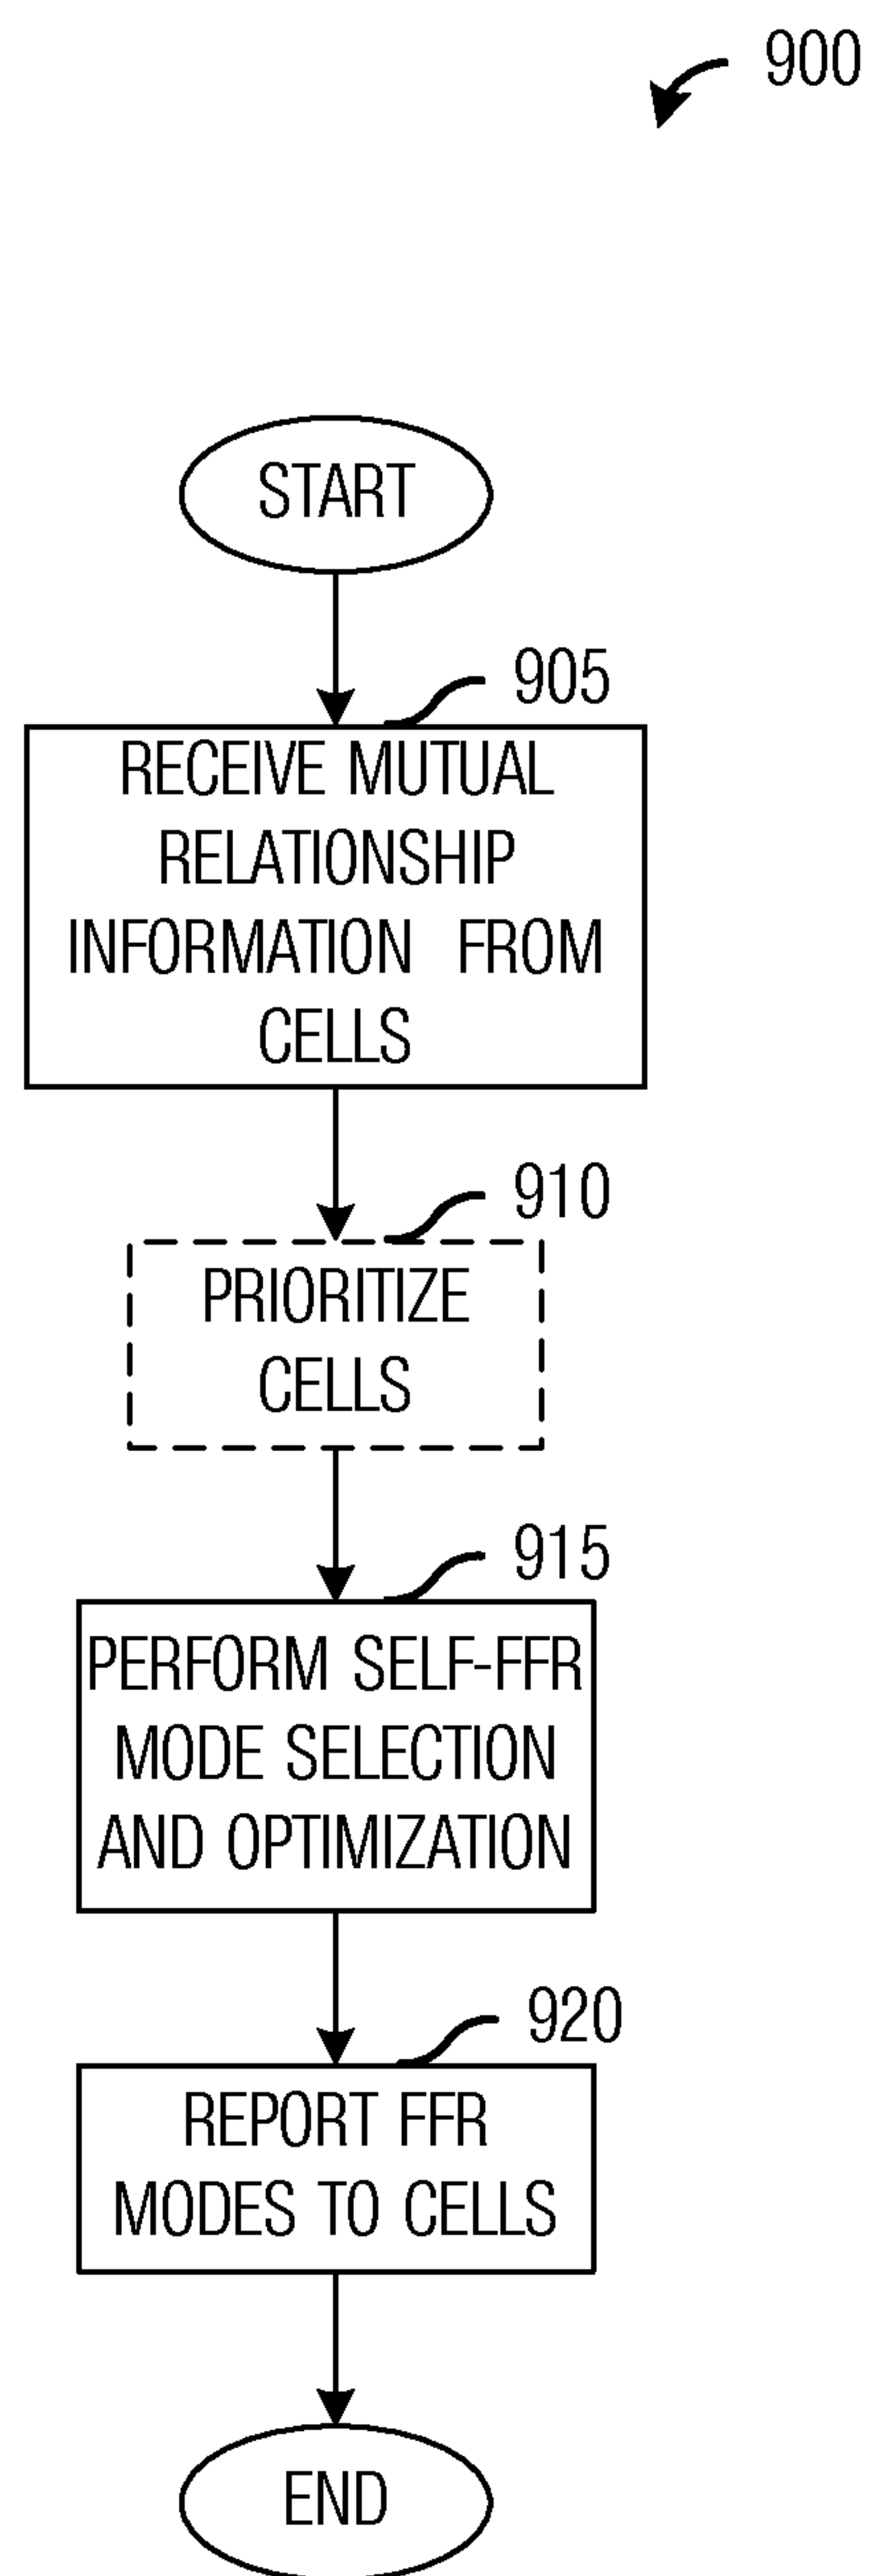 900
START
905
RECEIVE MUTUAL
RELATIONSHIP
INFORMATION FROM
CELLS
910
PRIORITIZE
CELLS
915
PERFORM SELF-FFR
MODE SELECTION
AND OPTIMIZATION
920
REPORT FFR
MODES TO CELLS
END